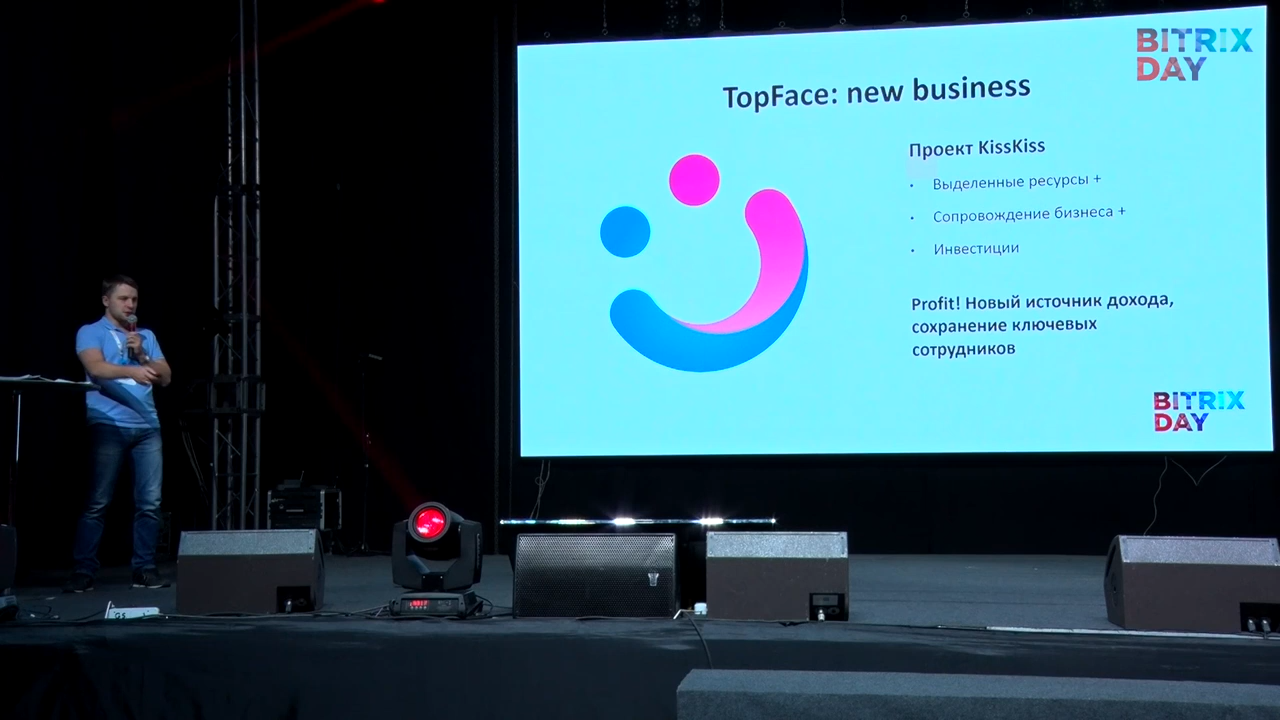 BITRIX
DAY
TopFace: new business
Проект KissKiss
• Выделенные ресурсы +
• Сопровождение бизнеса +
• Инвестиции
Profit! Новый источник дохода,
сохранение ключевых
сотрудников
BITRIX
DAY